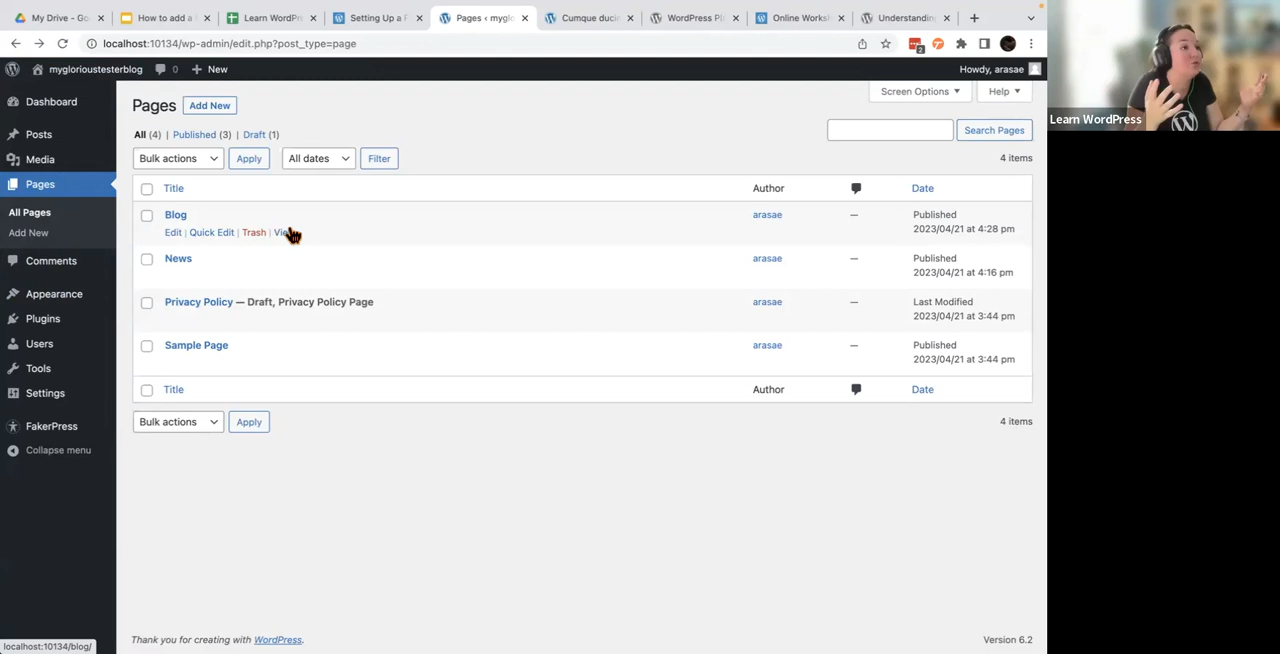 My Drive - Go
How to add a
Learn WordPr
Setting Up a F
Pages ‹ myglo
Cumque duci
WordPress Pl
Online Works
Understandin
localhost:10134/wp-admin/edit.php?post_type=page
2
myglorioustesterblog 0 + New
Howdy, arasae
Learn WordPress
Dashboard
Posts
Media
Pages
All Pages
Add New
Comments
Appearance
Plugins
Users
Tools
Settings
FakerPress
Collapse menu
Pages Add New
Screen Options Help
All (4) | Published (3) | Draft (1)
Search Pages
Bulk actions Apply All dates Filter
4 items
Title Author Date
Blog arasae — Published
2023/04/21 at 4:28 pm
Edit | Quick Edit | Trash |
News arasae — Published
2023/04/21 at 4:16 pm
Privacy Policy — Draft, Privacy Policy Page arasae — Last Modified
2023/04/21 at 3:44 pm
Sample Page arasae — Published
2023/04/21 at 3:44 pm
Title Author Date
Bulk actions Apply
4 items
Thank you for creating with WordPress.
Version 6.2
localhost:10134/blog/